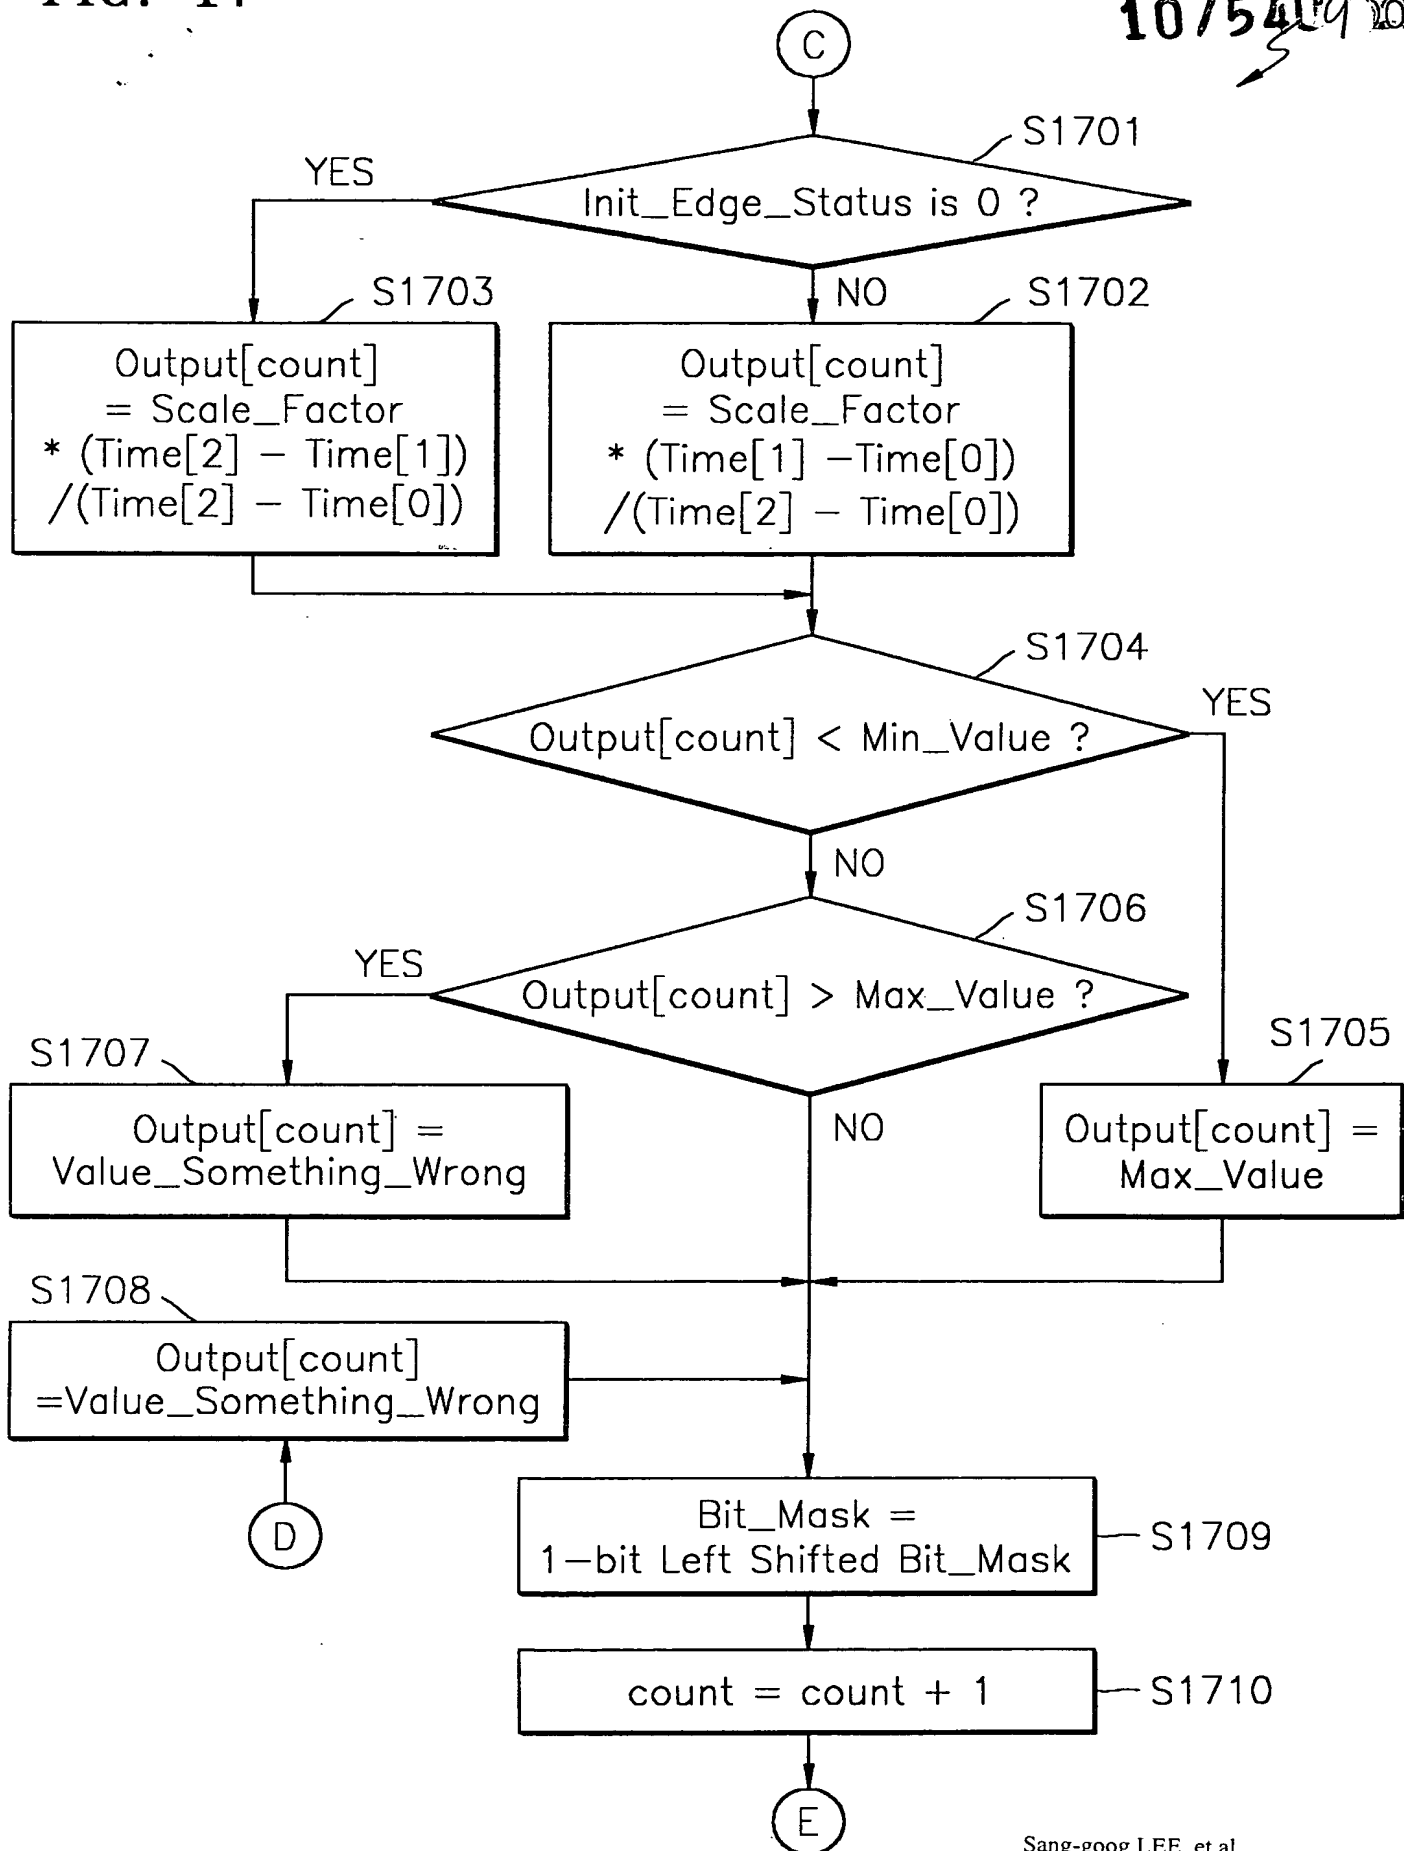 C
S1701
YES
Init_Edge_Status is 0 ?
S1703
NO
S1702
Output[count]
= Scale_Factor
* (Time[2] − Time[1])
/(Time[2] − Time[0])
Output[count]
= Scale_Factor
* (Time[1] −Time[0])
/(Time[2] − Time[0])
S1704
YES
Output[count] < Min_Value ?
NO
S1706
YES
Output[count] > Max_Value ?
S1707
S1705
Output[count] =
Value_Something_Wrong
NO
Output[count] =
Max_Value
S1708
Output[count]
=Value_Something_Wrong
D
Bit_Mask =
1−bit Left Shifted Bit_Mask
S1709
count = count + 1
S1710
E
Sang-goog LEE, et al